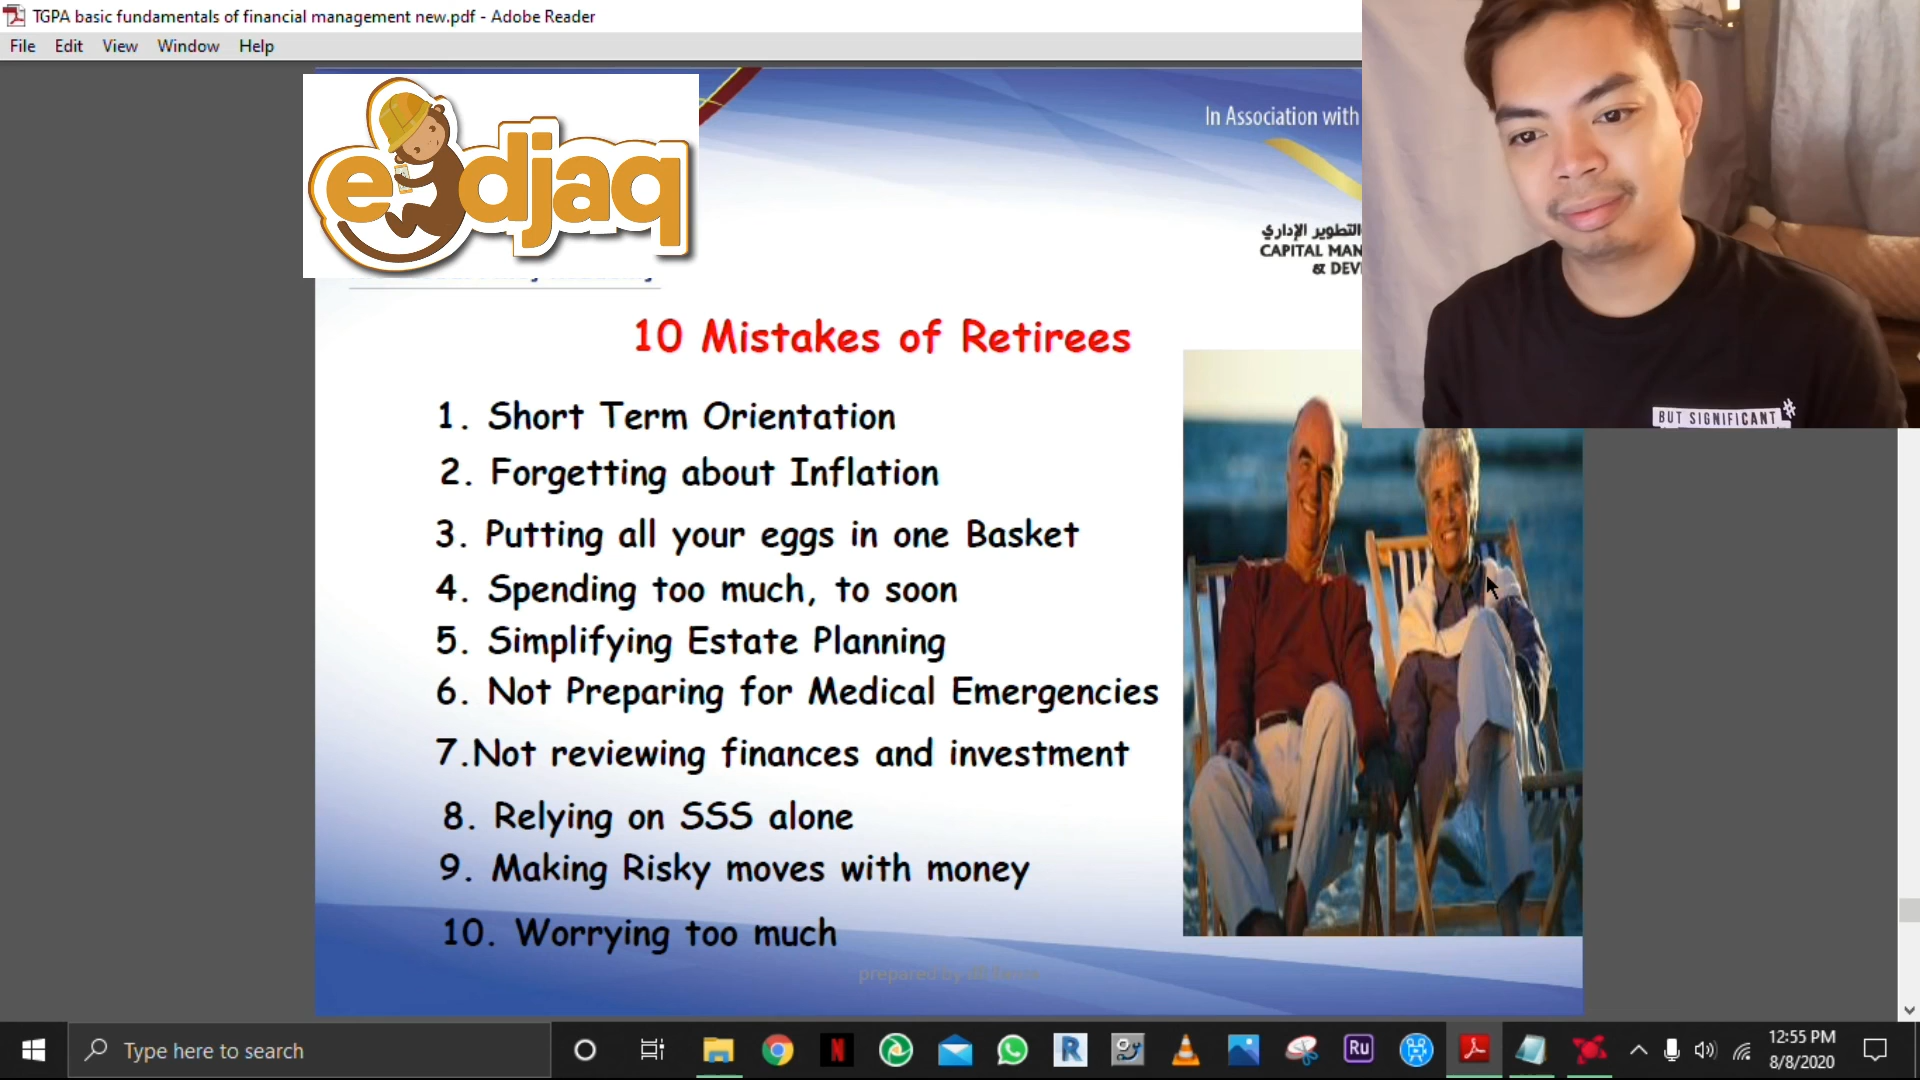 TGPA basic fundamentals of financial management new.pdf - Adobe Reader
File Edit View Window Help
e djaq
In Association with
التطوير الإداري
CAPITAL MAN
& DEV
BUT SIGNIFICANT #
10 Mistakes of Retirees
1. Short Term Orientation
2. Forgetting about Inflation
3. Putting all your eggs in one Basket
4. Spending too much, to soon
5. Simplifying Estate Planning
6. Not Preparing for Medical Emergencies
7.Not reviewing finances and investment
8. Relying on SSS alone
9. Making Risky moves with money
10. Worrying too much
prepared by
Type here to search
N
R
Ru
12:55 PM
8/8/2020